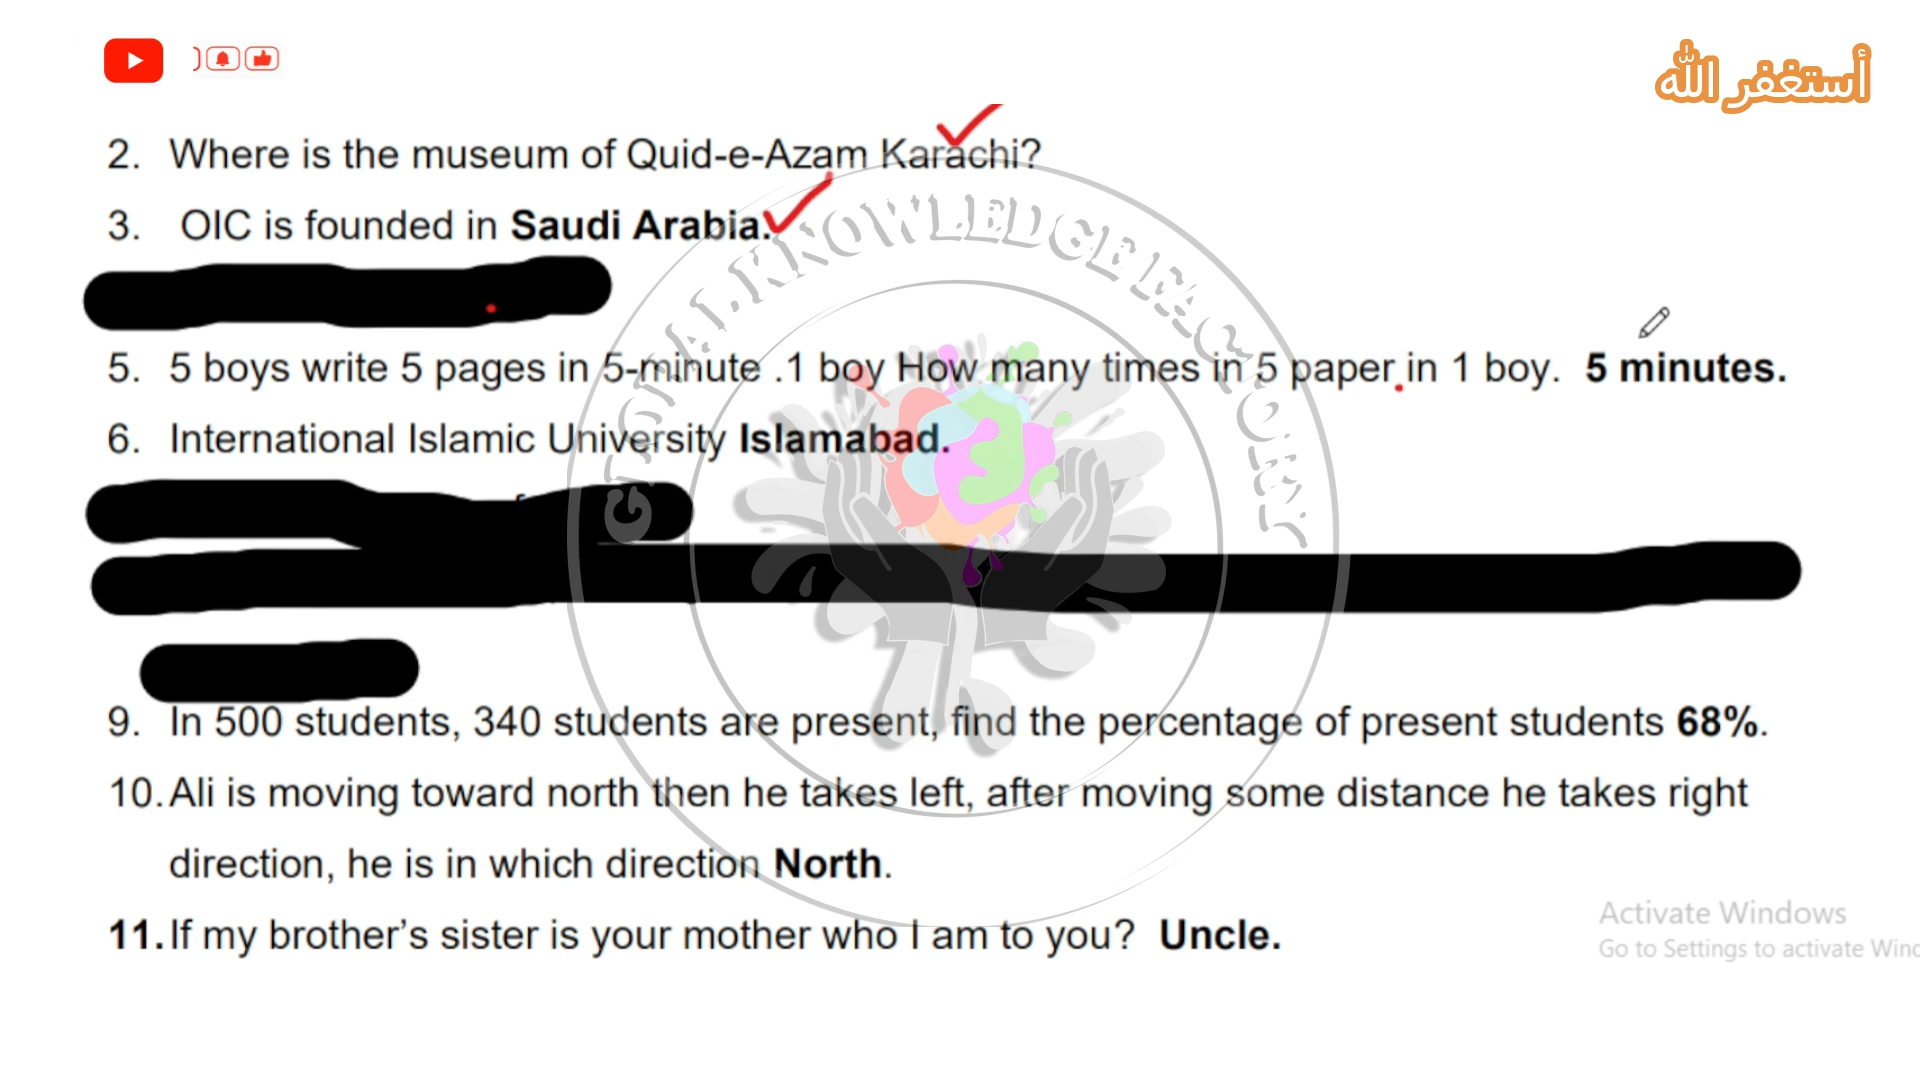 أستغفر الله
2. Where is the museum of Quid-e-Azam Karachi?
3. OIC is founded in Saudi Arabia.
5. 5 boys write 5 pages in 5-minute .1 boy How many times in 5 paper in 1 boy. 5 minutes.
6. International Islamic University Islamabad.
9. In 500 students, 340 students are present, find the percentage of present students 68%.
10. Ali is moving toward north then he takes left, after moving some distance he takes right
direction, he is in which direction North.
11. If my brother’s sister is your mother who I am to you? Uncle.
GLOBAL KNOWLEDGE FACTORY
Activate Windows
Go to Settings to activate Winc